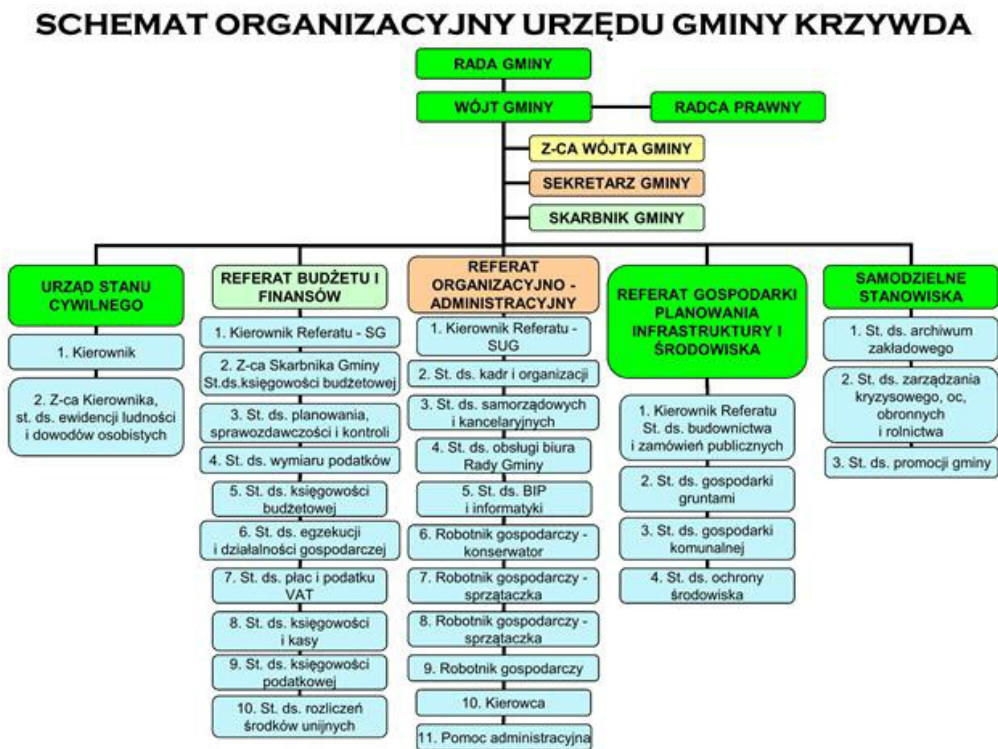 SCHEMAT ORGANIZACYJNY URZĘDU GMINY KRZYWDA
RADA GMINY
WÓJT GMINY
RADCA PRAWNY
Z-CA WÓJTA GMINY
SEKRETARZ GMINY
SKARBNIK GMINY
URZĄD STANU
CYWILNEGO
1. Kierownik
2. Z-ca Kierownika,
st. ds. ewidencji ludności
i dowodów osobistych
REFERAT BUDŻETU I
FINANSÓW
1. Kierownik Referatu - SG
2. Z-ca Skarbnika Gminy
St.ds.księgowości budżetowej
3. St. ds. planowania,
sprawozdawczości i kontroli
4. St. ds. wymiaru podatków
5. St. ds. księgowości
budżetowej
6. St. ds. egzekucji
i działalności gospodarczej
7. St. ds. płac i podatku
VAT
8. St. ds. księgowości
i kasy
9. St. ds. księgowości
podatkowej
10. St. ds. rozliczeń
środków unijnych
REFERAT
ORGANIZACYJNO -
ADMINISTRACYJNY
1. Kierownik Referatu -
SUG
2. St. ds. kadr i organizacji
3. St. ds. samorządowych
i kancelaryjnych
4. St. ds. obsługi biura
Rady Gminy
5. St. ds. BIP
i informatyki
6. Robotnik gospodarczy -
konserwator
7. Robotnik gospodarczy -
sprzątaczka
8. Robotnik gospodarczy -
sprzątaczka
9. Robotnik gospodarczy
10. Kierowca
11. Pomoc administracyjna
REFERAT GOSPODARKI
PLANOWANIA
INFRASTRUKTURY I
ŚRODOWISKA
1. Kierownik Referatu
St. ds. budownictwa
i zamówień publicznych
2. St. ds. gospodarki
gruntami
3. St. ds. gospodarki
komunalnej
4. St. ds. ochrony
środowiska
SAMODZIELNE
STANOWISKA
1. St. ds. archiwum
zakładowego
2. St. ds. zarządzania
kryzysowego, oc,
obronnych
i rolnictwa
3. St. ds. promocji gminy